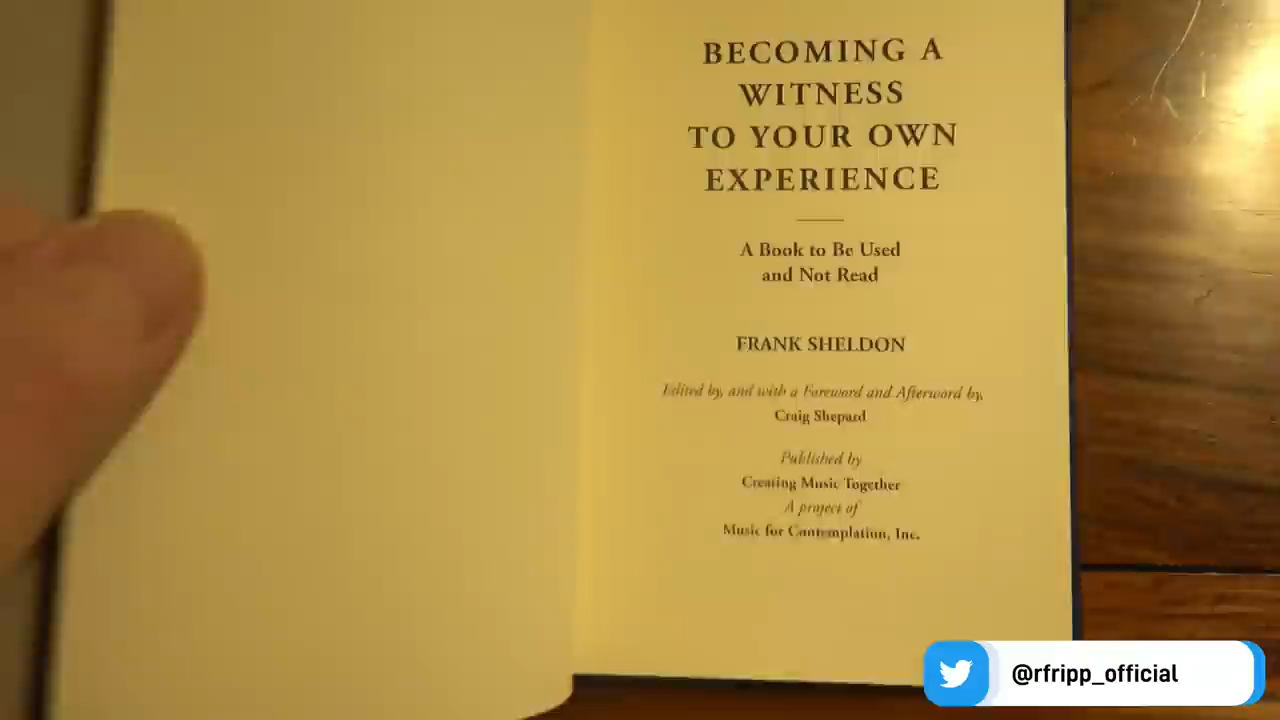 BECOMING A
WITNESS
TO YOUR OWN
EXPERIENCE
A Book to Be Used
and Not Read
FRANK SHELDON
Edited by, and with a Foreword and Afterword by,
Craig Shepard
Published by
Creating Music Together
A project of
Music for Contemplation, Inc.
@rfripp_official